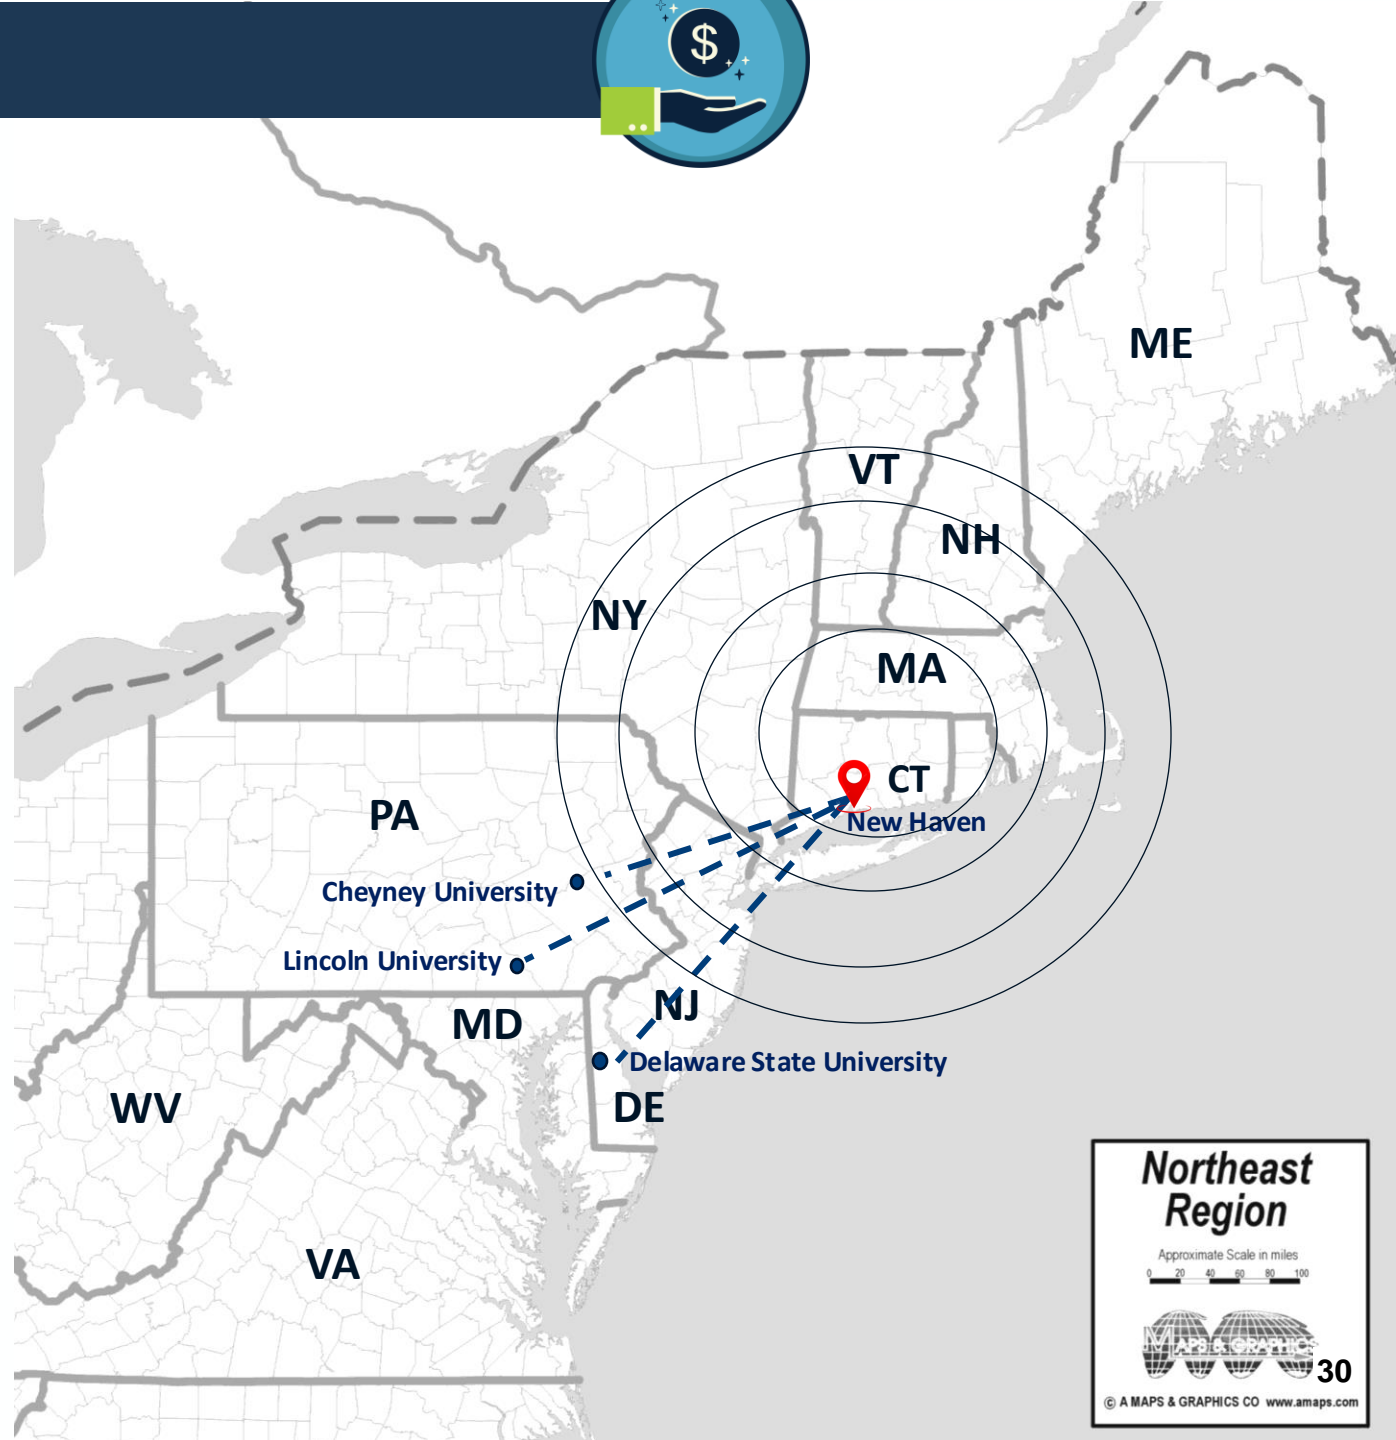 $
ME
VT
NH
NY
MA
CT
New Haven
PA
Cheyney University
Lincoln University
NJ
MD
Delaware State University
DE
WV
VA
Northeast
Region
Approximate Scale in miles
0 20 40 60 80 100
MAPS & GRAPHICS
30
© A MAPS & GRAPHICS CO www.amaps.com